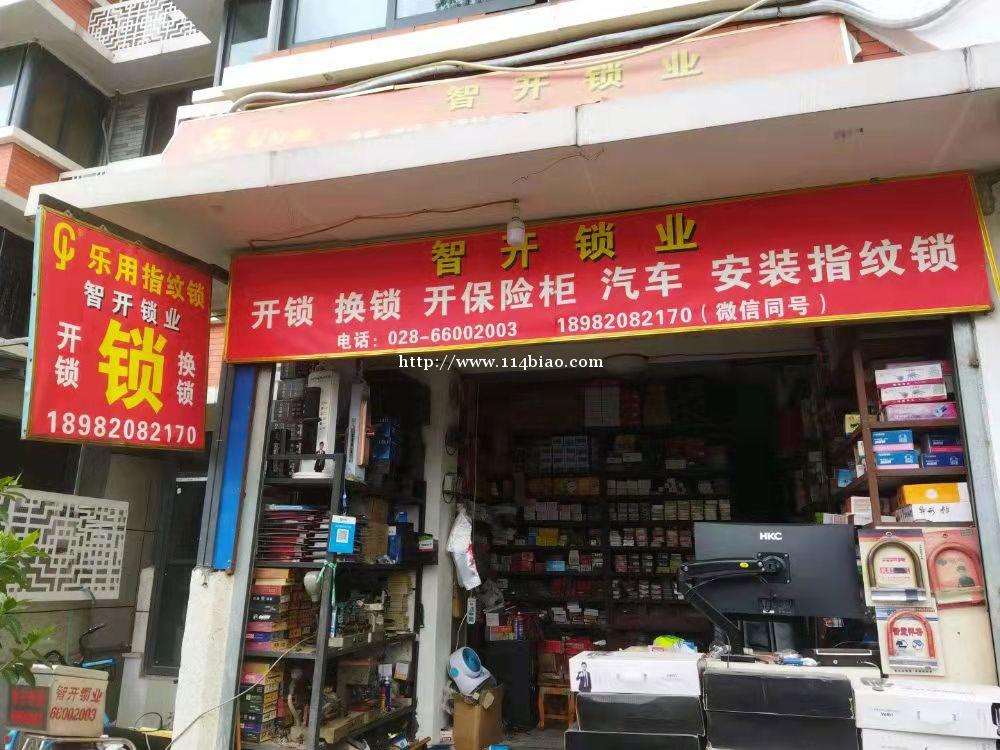 智开锁业
智开锁业
开锁 换锁 开保险柜 汽车 安装指纹锁
电话：028-66002003 18982082170（微信同号）
乐用指纹锁
智开锁业
开锁
锁
换锁
18982082170
http://www.114biao.com
HKC
智开锁业
66002003